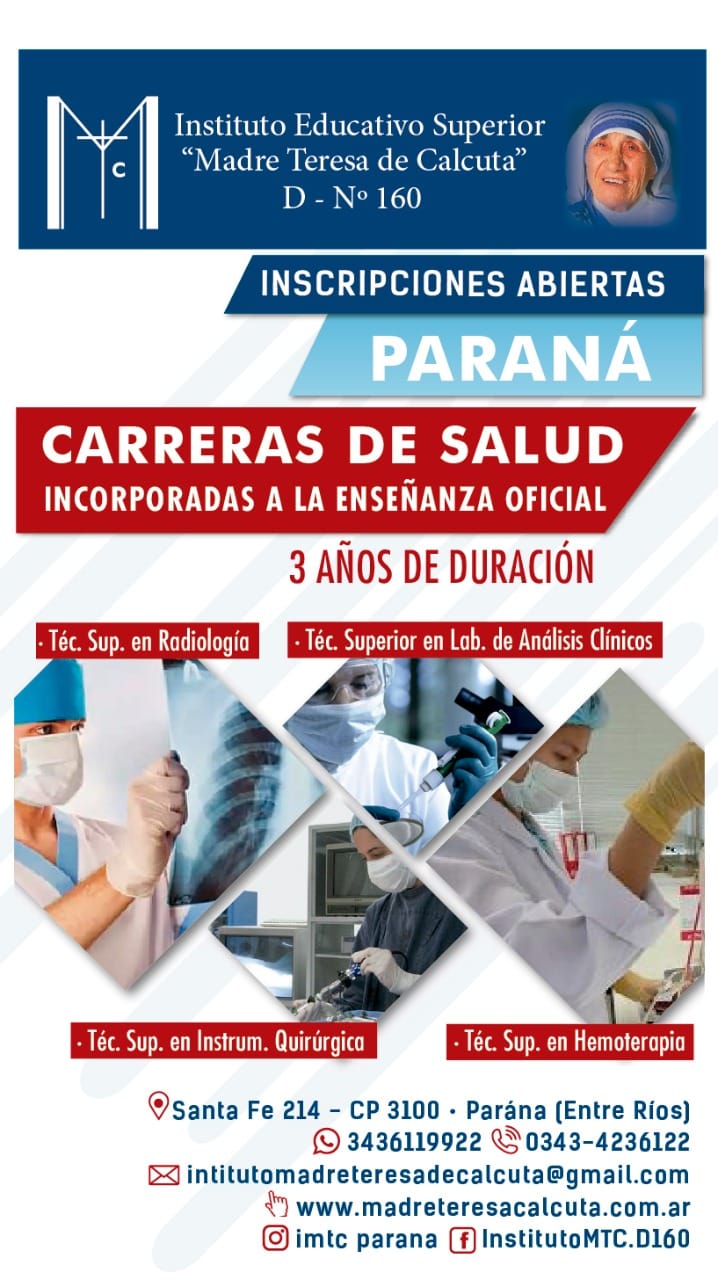 MTC
Instituto Educativo Superior
“Madre Teresa de Calcuta”
D - Nº 160
INSCRIPCIONES ABIERTAS
PARANÁ
CARRERAS DE SALUD
INCORPORADAS A LA ENSEÑANZA OFICIAL
3 AÑOS DE DURACIÓN
· Téc. Sup. en Radiología
· Téc. Superior en Lab. de Análisis Clínicos
· Téc. Sup. en Instrum. Quirúrgica
· Téc. Sup. en Hemoterapia
Santa Fe 214 – CP 3100 · Parána (Entre Ríos)
3436119922 0343-4236122
intitutomadreteresadecalcuta@gmail.com
www.madreteresacalcuta.com.ar
imtc parana InstitutoMTC.D160